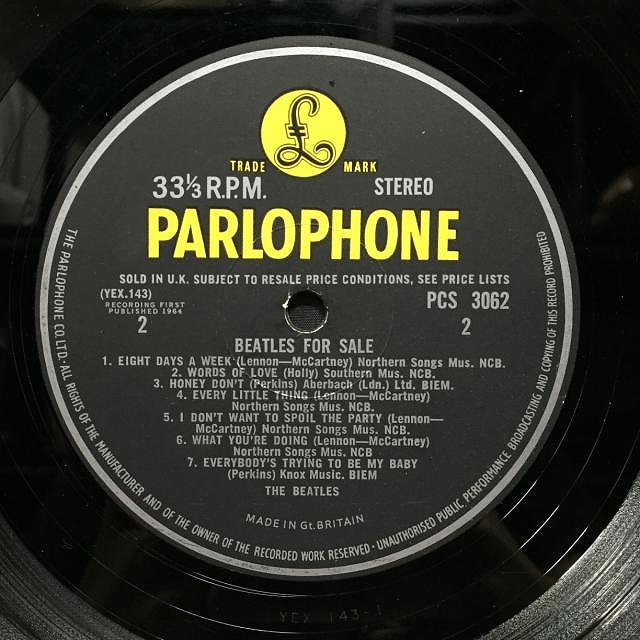 £
TRADE MARK
33⅓ R.P.M. STEREO
PARLOPHONE
SOLD IN U.K. SUBJECT TO RESALE PRICE CONDITIONS, SEE PRICE LISTS
(YEX.143) PCS 3062
RECORDING FIRST
PUBLISHED 1964
2 2
BEATLES FOR SALE
1. EIGHT DAYS A WEEK (Lennon—McCartney) Northern Songs Mus. NCB.
2. WORDS OF LOVE (Holly) Southern Mus. NCB.
3. HONEY DON'T (Perkins) Aberbach (Ldn.) Ltd. BIEM.
4. EVERY LITTLE THING (Lennon—McCartney)
Northern Songs Mus. NCB.
5. I DON'T WANT TO SPOIL THE PARTY (Lennon—
McCartney) Northern Songs Mus. NCB.
6. WHAT YOU'RE DOING (Lennon—McCartney)
Northern Songs Mus. NCB
7. EVERYBODY'S TRYING TO BE MY BABY
(Perkins) Knox Music. BIEM
THE BEATLES
MADE IN Gt. BRITAIN
THE PARLOPHONE CO. LTD. ALL RIGHTS OF THE MANUFACTURER AND OF THE OWNER OF THE RECORDED WORK RESERVED · UNAUTHORISED PUBLIC PERFORMANCE BROADCASTING AND COPYING OF THIS RECORD PROHIBITED
YEX 143-1